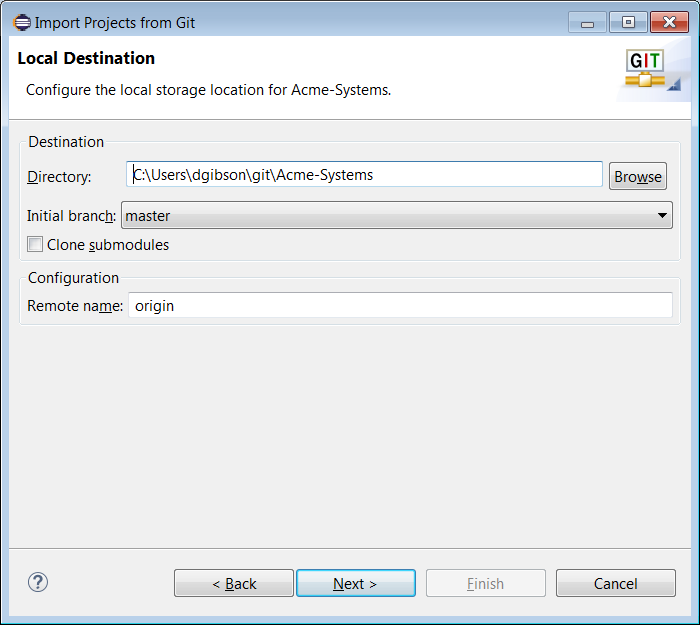 Import Projects from Git
Local Destination
Configure the local storage location for Acme-Systems.
GIT
Destination
Directory: C:\Users\dgibson\git\Acme-Systems Browse
Initial branch: master
Clone submodules
Configuration
Remote name: origin
?
< Back Next > Finish Cancel